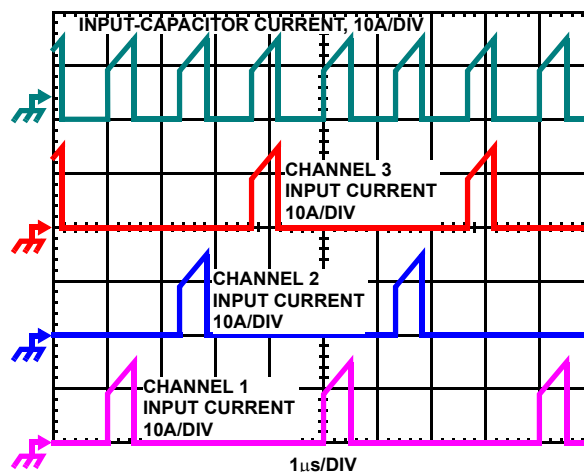 INPUT-CAPACITOR CURRENT, 10A/DIV
CHANNEL 3
INPUT CURRENT
10A/DIV
CHANNEL 2
INPUT CURRENT
10A/DIV
CHANNEL 1
INPUT CURRENT
10A/DIV
1μs/DIV